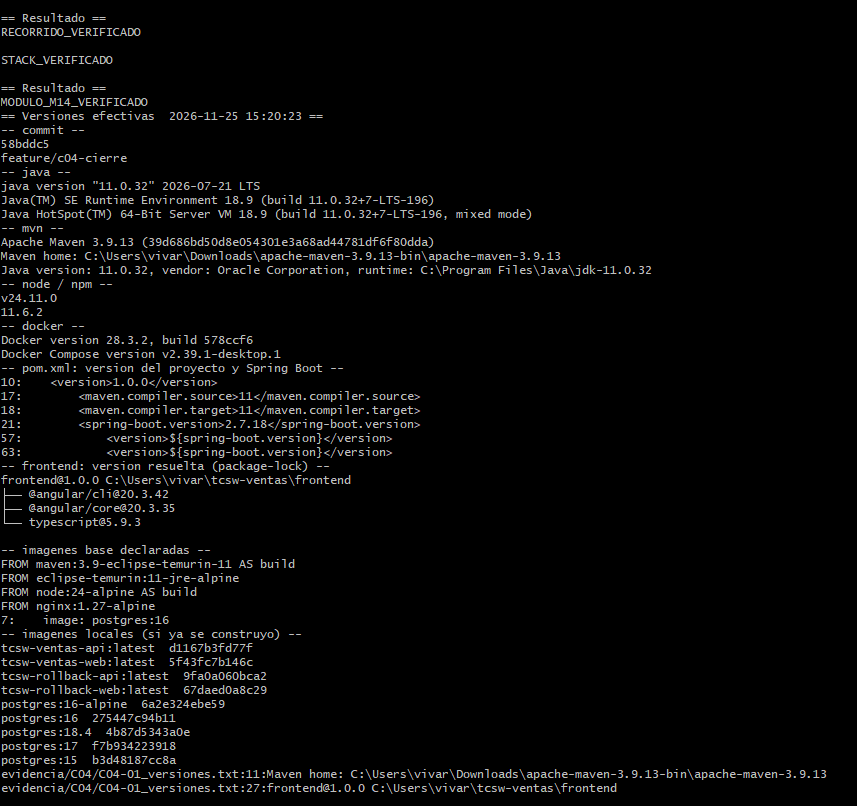 == Resultado ==
RECORRIDO_VERIFICADO
STACK_VERIFICADO
== Resultado ==
MODULO_M14_VERIFICADO
== Versiones efectivas  2026-11-25 15:20:23 ==
-- commit --
58bddc5
feature/c04-cierre
-- java --
java version "11.0.32" 2026-07-21 LTS
Java(TM) SE Runtime Environment 18.9 (build 11.0.32+7-LTS-196)
Java HotSpot(TM) 64-Bit Server VM 18.9 (build 11.0.32+7-LTS-196, mixed mode)
-- mvn --
Apache Maven 3.9.13 (39d686bd50d8e054301e3a68ad44781df6f80dda)
Maven home: C:\Users\vivar\Downloads\apache-maven-3.9.13-bin\apache-maven-3.9.13
Java version: 11.0.32, vendor: Oracle Corporation, runtime: C:\Program Files\Java\jdk-11.0.32
-- node / npm --
v24.11.0
11.6.2
-- docker --
Docker version 28.3.2, build 578ccf6
Docker Compose version v2.39.1-desktop.1
-- pom.xml: version del proyecto y Spring Boot --
10:    <version>1.0.0</version>
17:        <maven.compiler.source>11</maven.compiler.source>
18:        <maven.compiler.target>11</maven.compiler.target>
21:        <spring-boot.version>2.7.18</spring-boot.version>
57:            <version>${spring-boot.version}</version>
63:            <version>${spring-boot.version}</version>
-- frontend: version resuelta (package-lock) --
frontend@1.0.0 C:\Users\vivar\tcsw-ventas\frontend
├── @angular/cli@20.3.42
├── @angular/core@20.3.35
└── typescript@5.9.3
-- imagenes base declaradas --
FROM maven:3.9-eclipse-temurin-11 AS build
FROM eclipse-temurin:11-jre-alpine
FROM node:24-alpine AS build
FROM nginx:1.27-alpine
7:    image: postgres:16
-- imagenes locales (si ya se construyo) --
tcsw-ventas-api:latest  d1167b3fd77f
tcsw-ventas-web:latest  5f43fc7b146c
tcsw-rollback-api:latest  9fa0a060bca2
tcsw-rollback-web:latest  67daed0a8c29
postgres:16-alpine  6a2e324ebe59
postgres:16  275447c94b11
postgres:18.4  4b87d5343a0e
postgres:17  f7b934223918
postgres:15  b3d48187cc8a
evidencia/C04/C04-01_versiones.txt:11:Maven home: C:\Users\vivar\Downloads\apache-maven-3.9.13-bin\apache-maven-3.9.13
evidencia/C04/C04-01_versiones.txt:27:frontend@1.0.0 C:\Users\vivar\tcsw-ventas\frontend